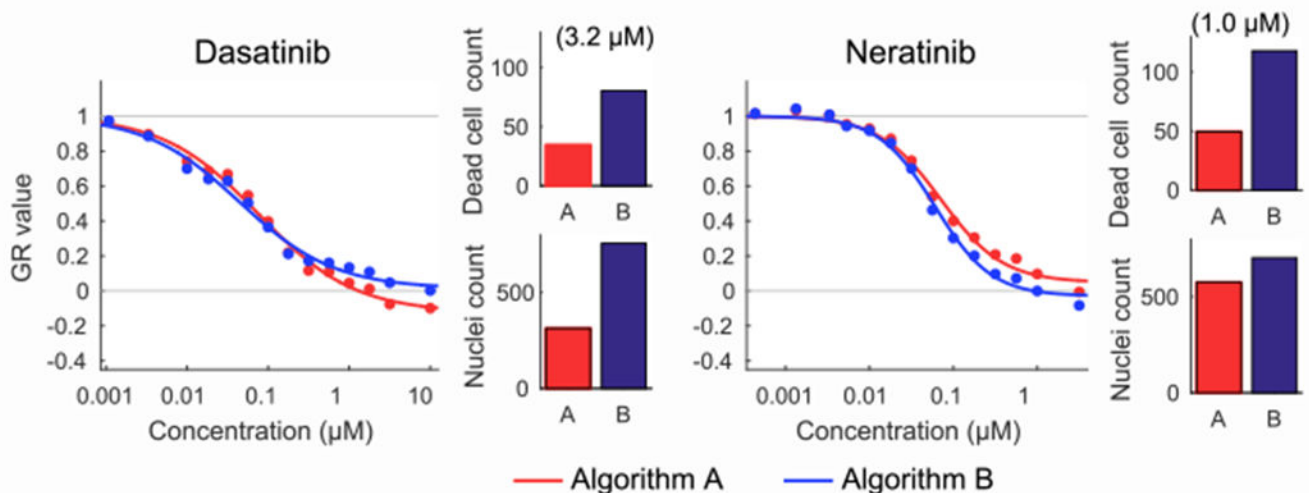 Dasatinib
GR value
1
0.8
0.6
0.4
0.2
0
-0.2
-0.4
0.001 0.01 0.1 1 10
Concentration (µM)
(3.2 µM)
Dead cell count
100
50
0
A B
Nuclei count
500
0
A B
Neratinib
1
0.8
0.6
0.4
0.2
0
-0.2
-0.4
0.001 0.01 0.1 1
Concentration (µM)
(1.0 µM)
Dead cell count
100
50
0
A B
Nuclei count
500
0
A B
Algorithm A Algorithm B